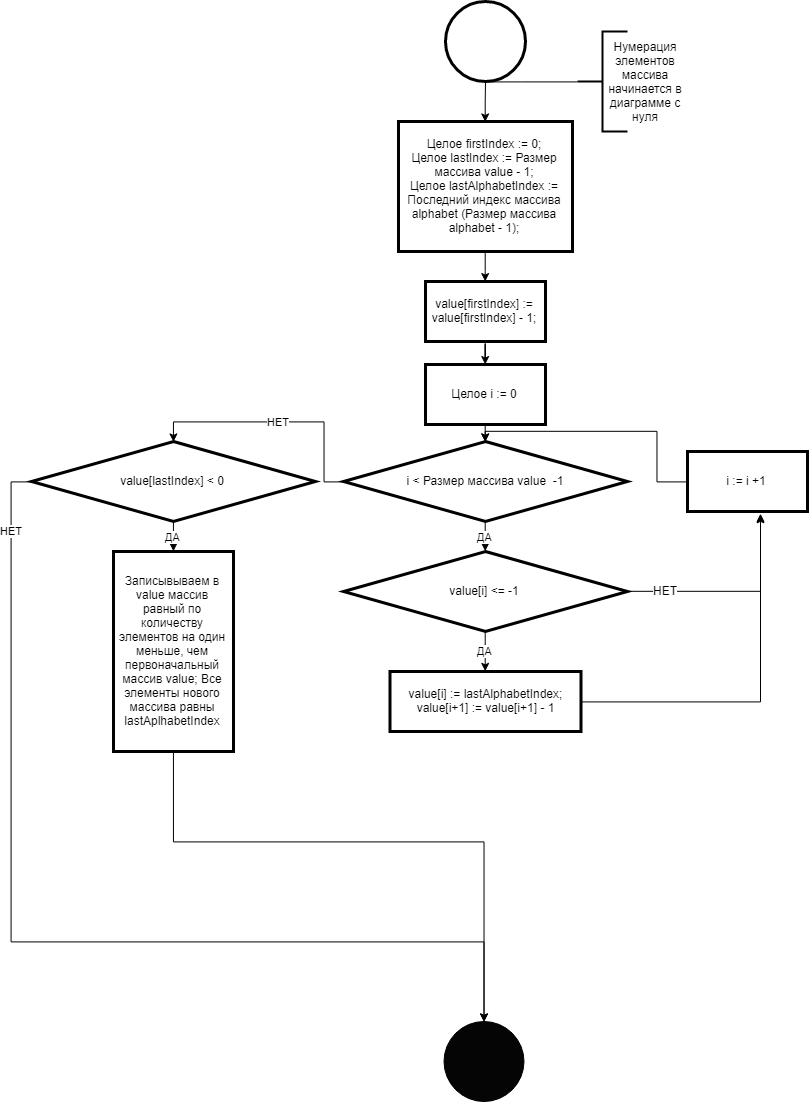 Нумерация
элементов
массива
начинается в
диаграмме с
нуля
Целое firstIndex := 0;
Целое lastIndex := Размер
массива value - 1;
Целое lastAlphabetIndex :=
Последний индекс массива
alphabet (Размер массива
alphabet - 1);
value[firstIndex] :=
value[firstIndex] - 1;
Целое i := 0
НЕТ
value[lastIndex] < 0
i < Размер массива value -1
i := i +1
НЕТ
ДА
ДА
Записываем в
value массив
равный по
количеству
элементов на один
меньше, чем
первоначальный
массив value; Все
элементы нового
массива равны
lastAplhabetIndex
value[i] <= -1
НЕТ
ДА
value[i] := lastAlphabetIndex;
value[i+1] := value[i+1] - 1